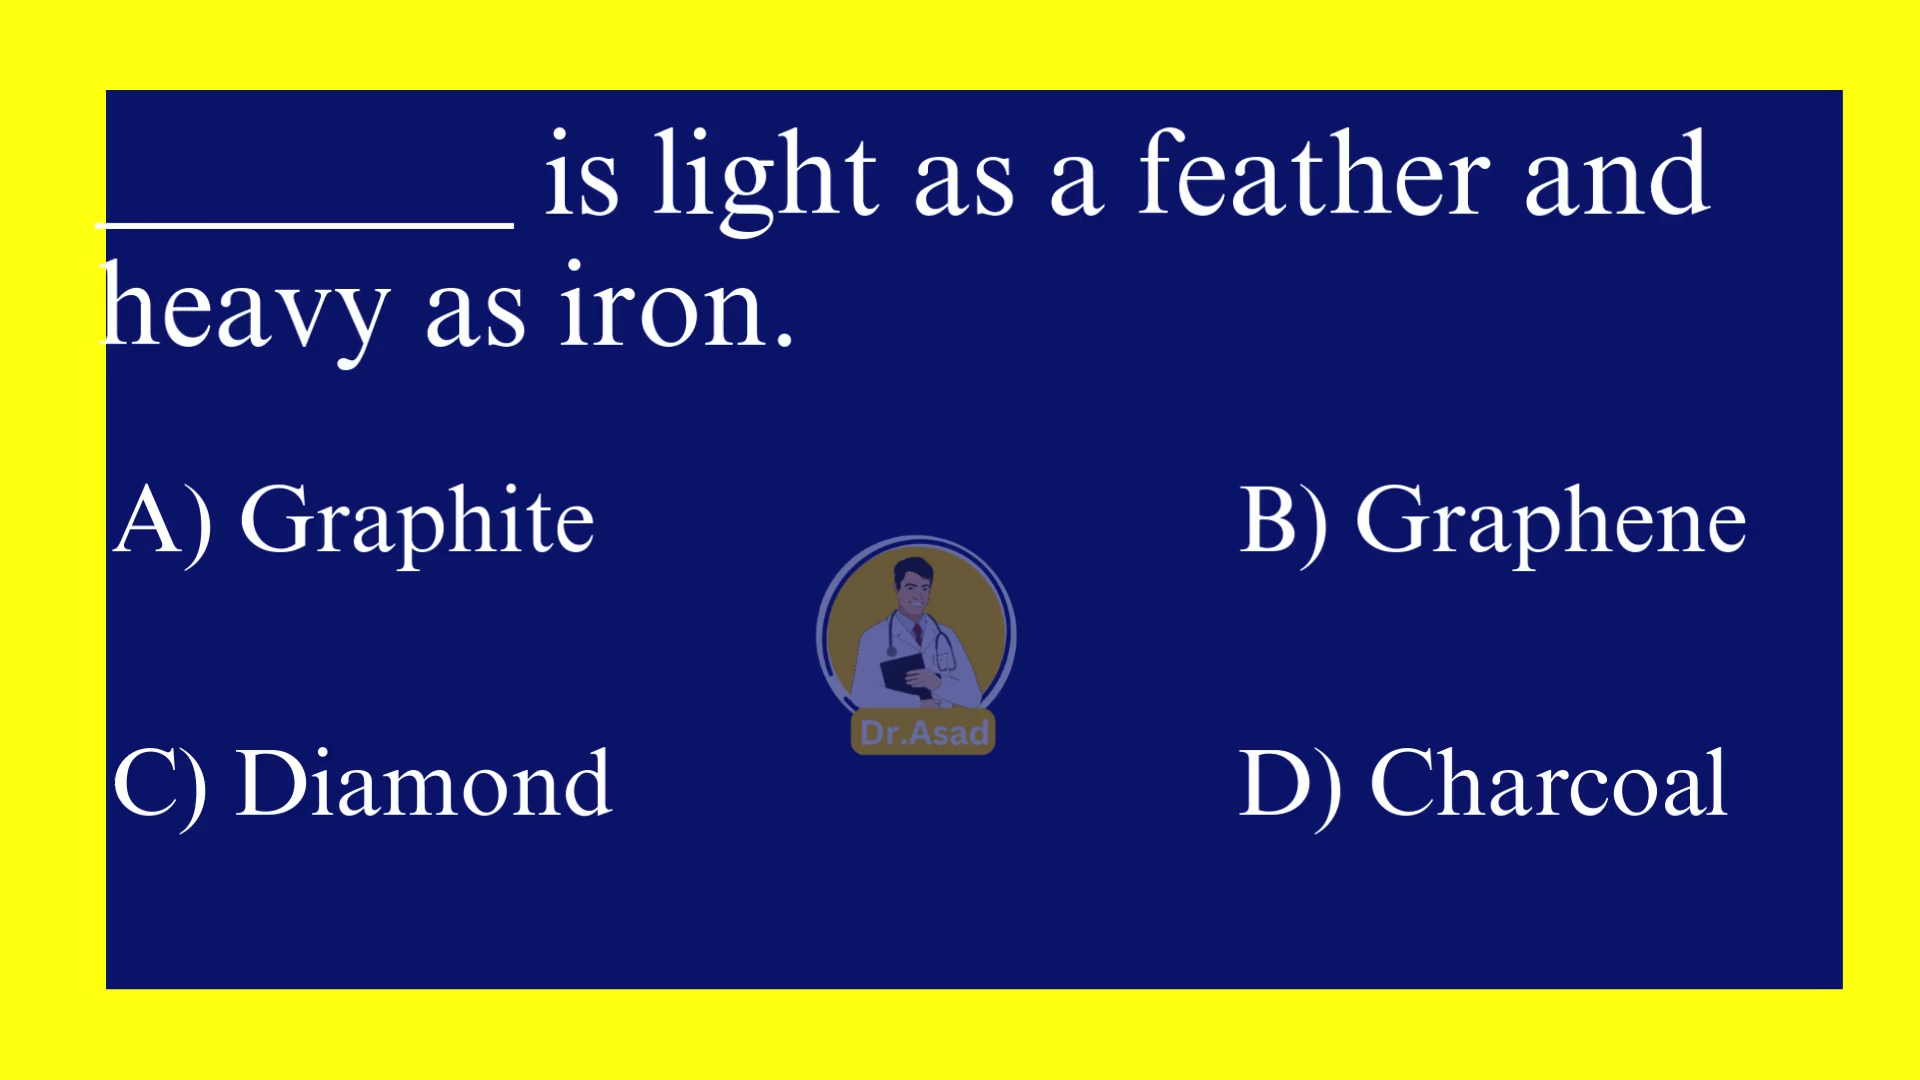 ________ is light as a feather and
heavy as iron.
A) Graphite
B) Graphene
Dr.Asad
C) Diamond
D) Charcoal